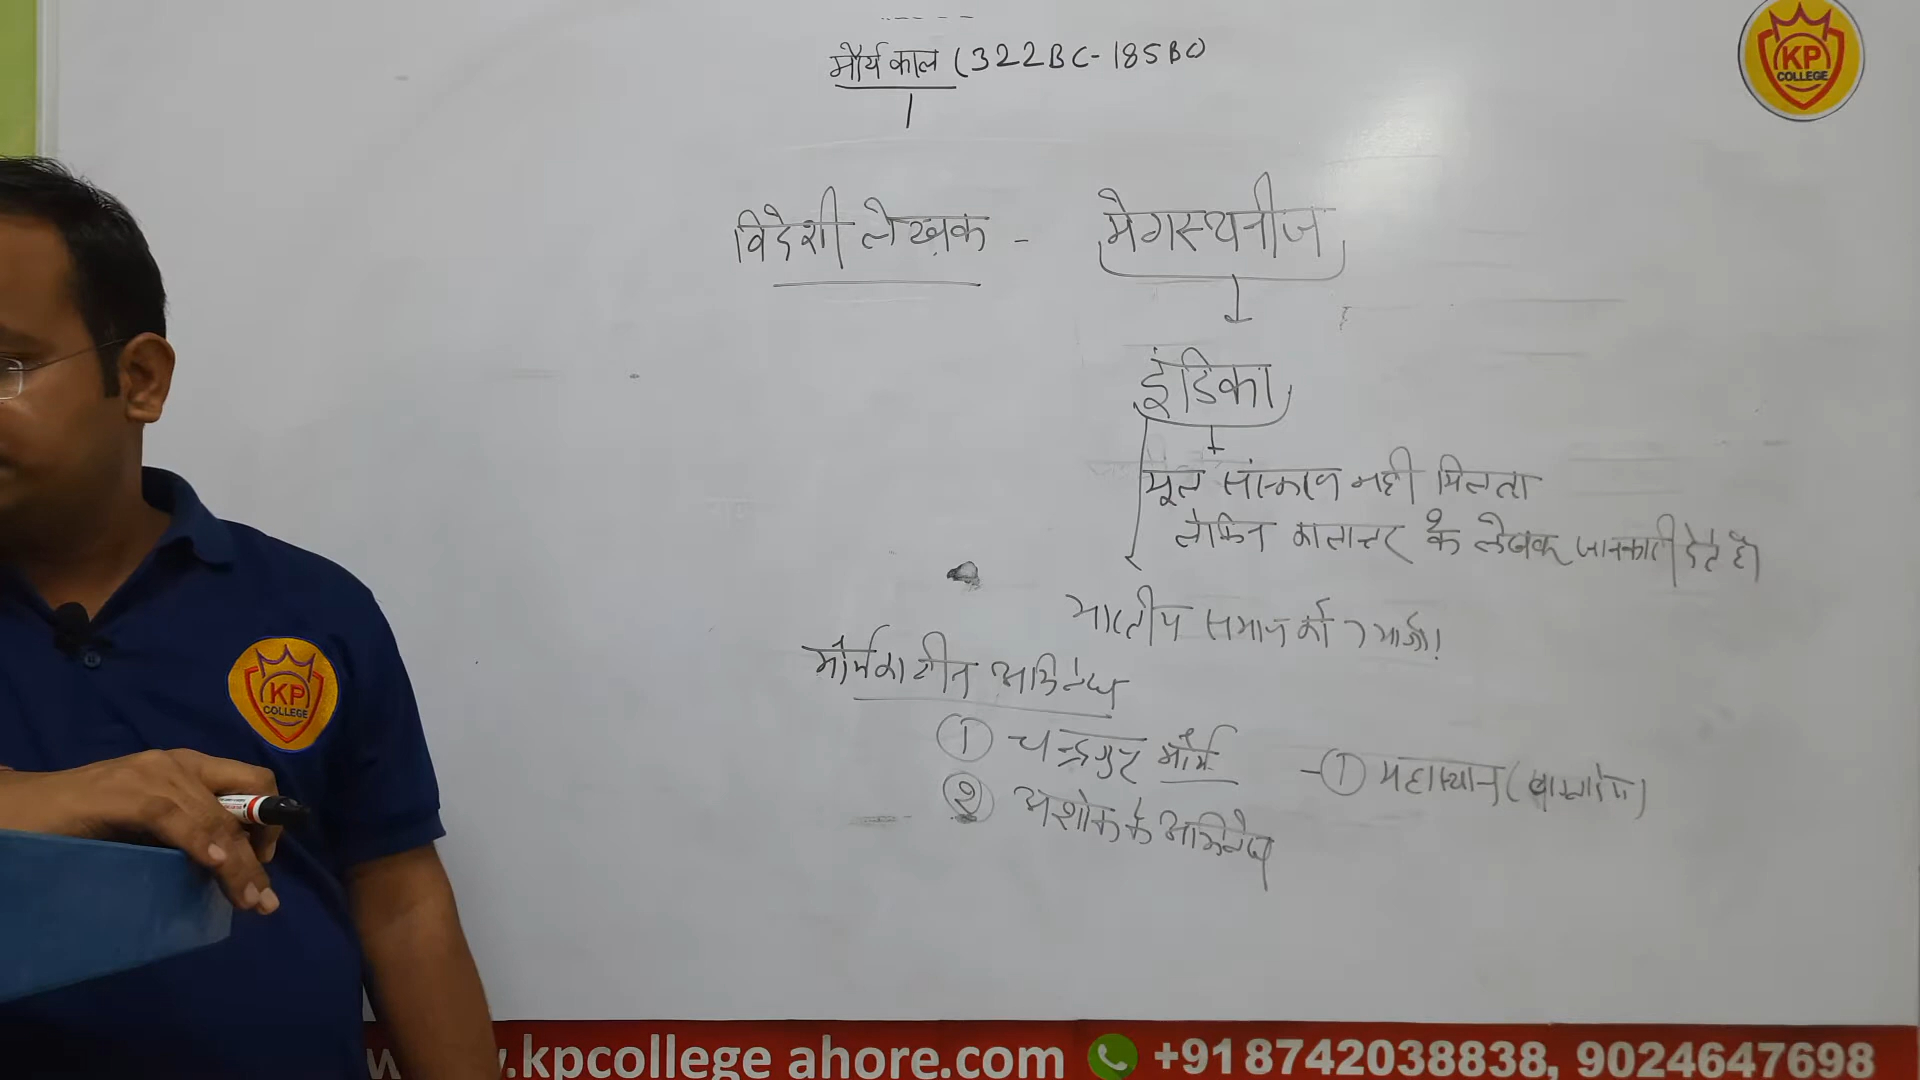 मौर्य काल (322BC-185BC)
विदेशी लेखक - मेगस्थनीज
इंडिका
मूल नही मिलता
लेकिन कालान्तर के लेखक जानकारी देते है
भारतीय समाज को 7 भागो!
मौर्यकालीन अभिलेख
① चन्द्रगुप्त मौर्य - ① महास्थान (
② अशोक के अभिलेख
KP
COLLEGE
KP
COLLEGE
w .kpcollege ahore.com +91 8742038838, 9024647698